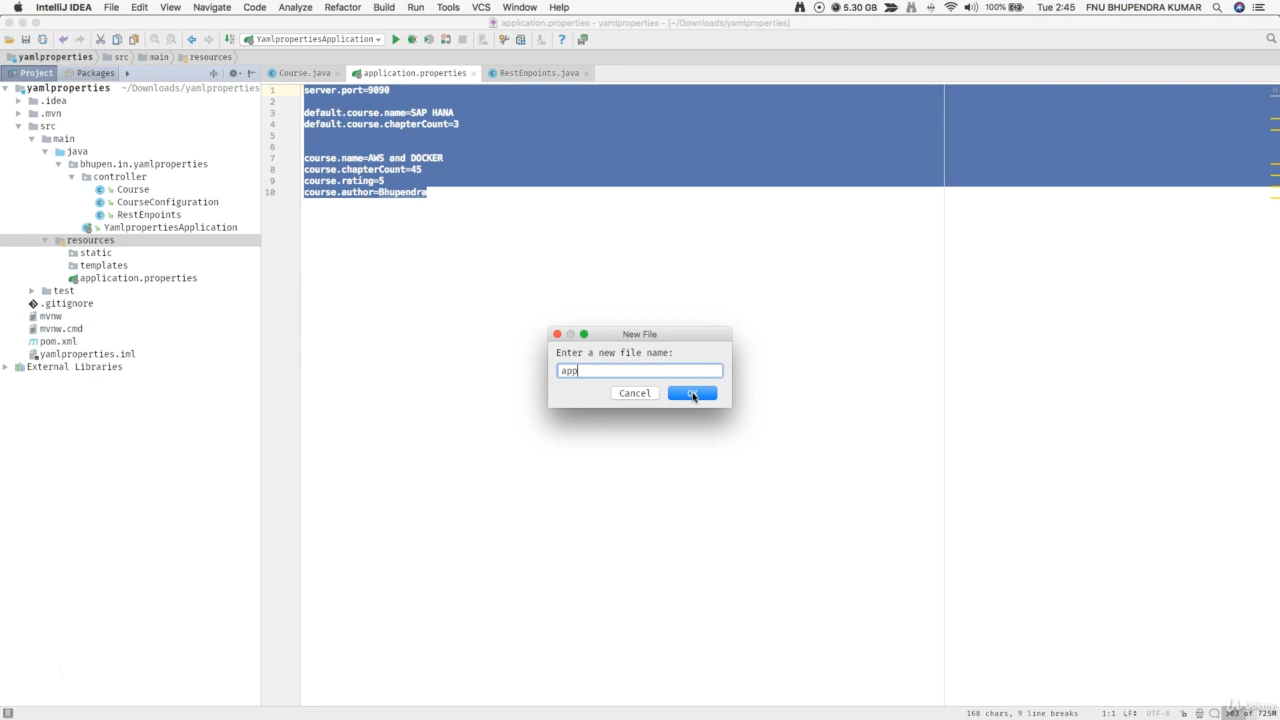 IntelliJ IDEA File Edit View Navigate Code Analyze Refactor Build Run Tools VCS Window Help 5.30 GB 100% Tue 2:45 FNU BHUPENDRA KUMAR
application.properties - yamlproperties - [~/Downloads/yamlproperties]
YamlpropertiesApplication
yamlproperties src main resources
Project Packages Course.java application.properties RestEnpoints.java
yamlproperties ~/Downloads/yamlproperties
.idea
.mvn
src
main
java
bhupen.in.yamlproperties
controller
Course
CourseConfiguration
RestEnpoints
YamlpropertiesApplication
resources
static
templates
application.properties
test
.gitignore
mvnw
mvnw.cmd
pom.xml
yamlproperties.iml
External Libraries
1 server.port=9090
2
3 default.course.name=SAP HANA
4 default.course.chapterCount=3
5
6
7 course.name=AWS and DOCKER
8 course.chapterCount=45
9 course.rating=5
10 course.author=Bhupendra
New File
Enter a new file name:
app
Cancel OK
168 chars, 9 line breaks 1:1 LF UTF-8 303 of 725M